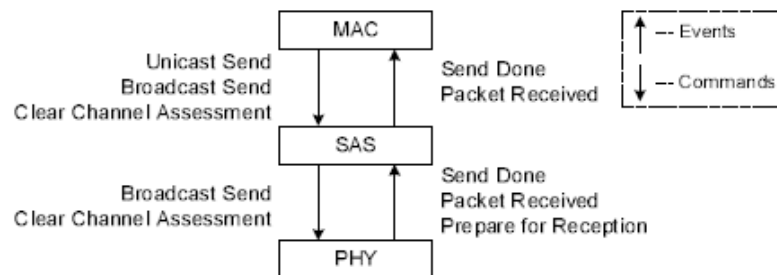 MAC
Unicast Send
Broadcast Send
Clear Channel Assessment
Send Done
Packet Received
--- Events
--- Commands
SAS
Broadcast Send
Clear Channel Assessment
Send Done
Packet Received
Prepare for Reception
PHY